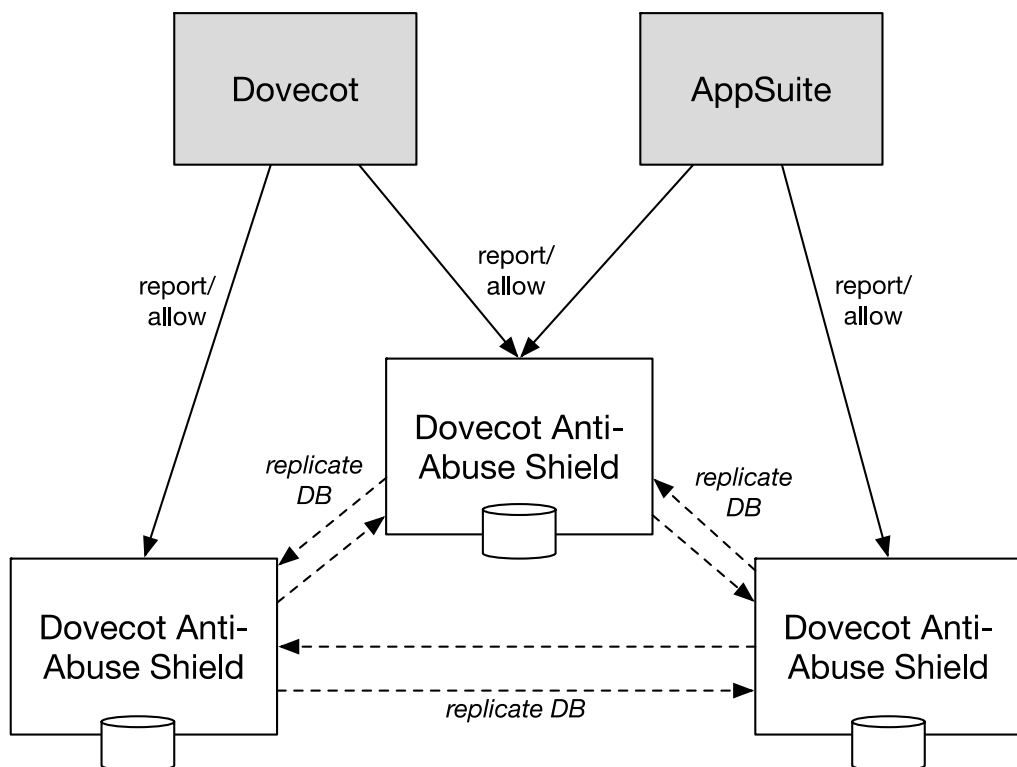 Dovecot
AppSuite
report/
allow
report/
allow
report/
allow
Dovecot Anti-
Abuse Shield
replicate
DB
replicate
DB
Dovecot Anti-
Abuse Shield
Dovecot Anti-
Abuse Shield
replicate DB